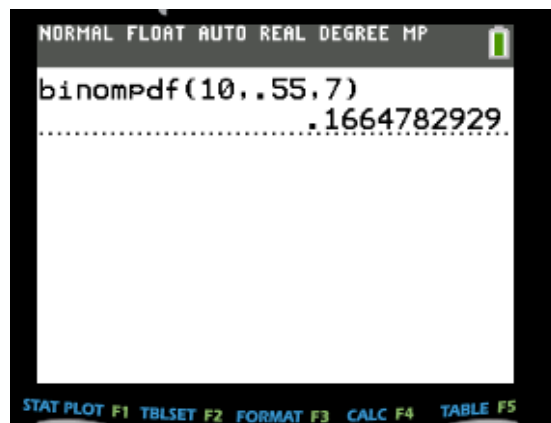 NORMAL FLOAT AUTO REAL DEGREE MP
binompdf(10,.55,7)
.1664782929
STAT PLOT F1 TBLSET F2 FORMAT F3 CALC F4 TABLE F5